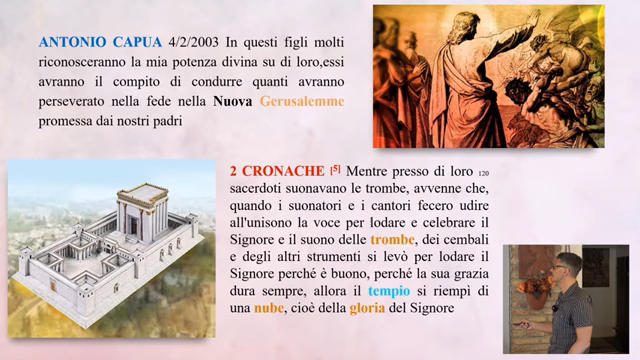 ANTONIO CAPUA 4/2/2003 In questi figli molti
riconosceranno la mia potenza divina su di loro,essi
avranno il compito di condurre quanti avranno
perseverato nella fede nella Nuova Gerusalemme
promessa dai nostri padri
2 CRONACHE [5] Mentre presso di loro 120
sacerdoti suonavano le trombe, avvenne che,
quando i suonatori e i cantori fecero udire
all'unisono la voce per lodare e celebrare il
Signore e il suono delle trombe, dei cembali
e degli altri strumenti si levò per lodare il
Signore perché è buono, perché la sua grazia
dura sempre, allora il tempio si riempì di
una nube, cioè della gloria del Signore